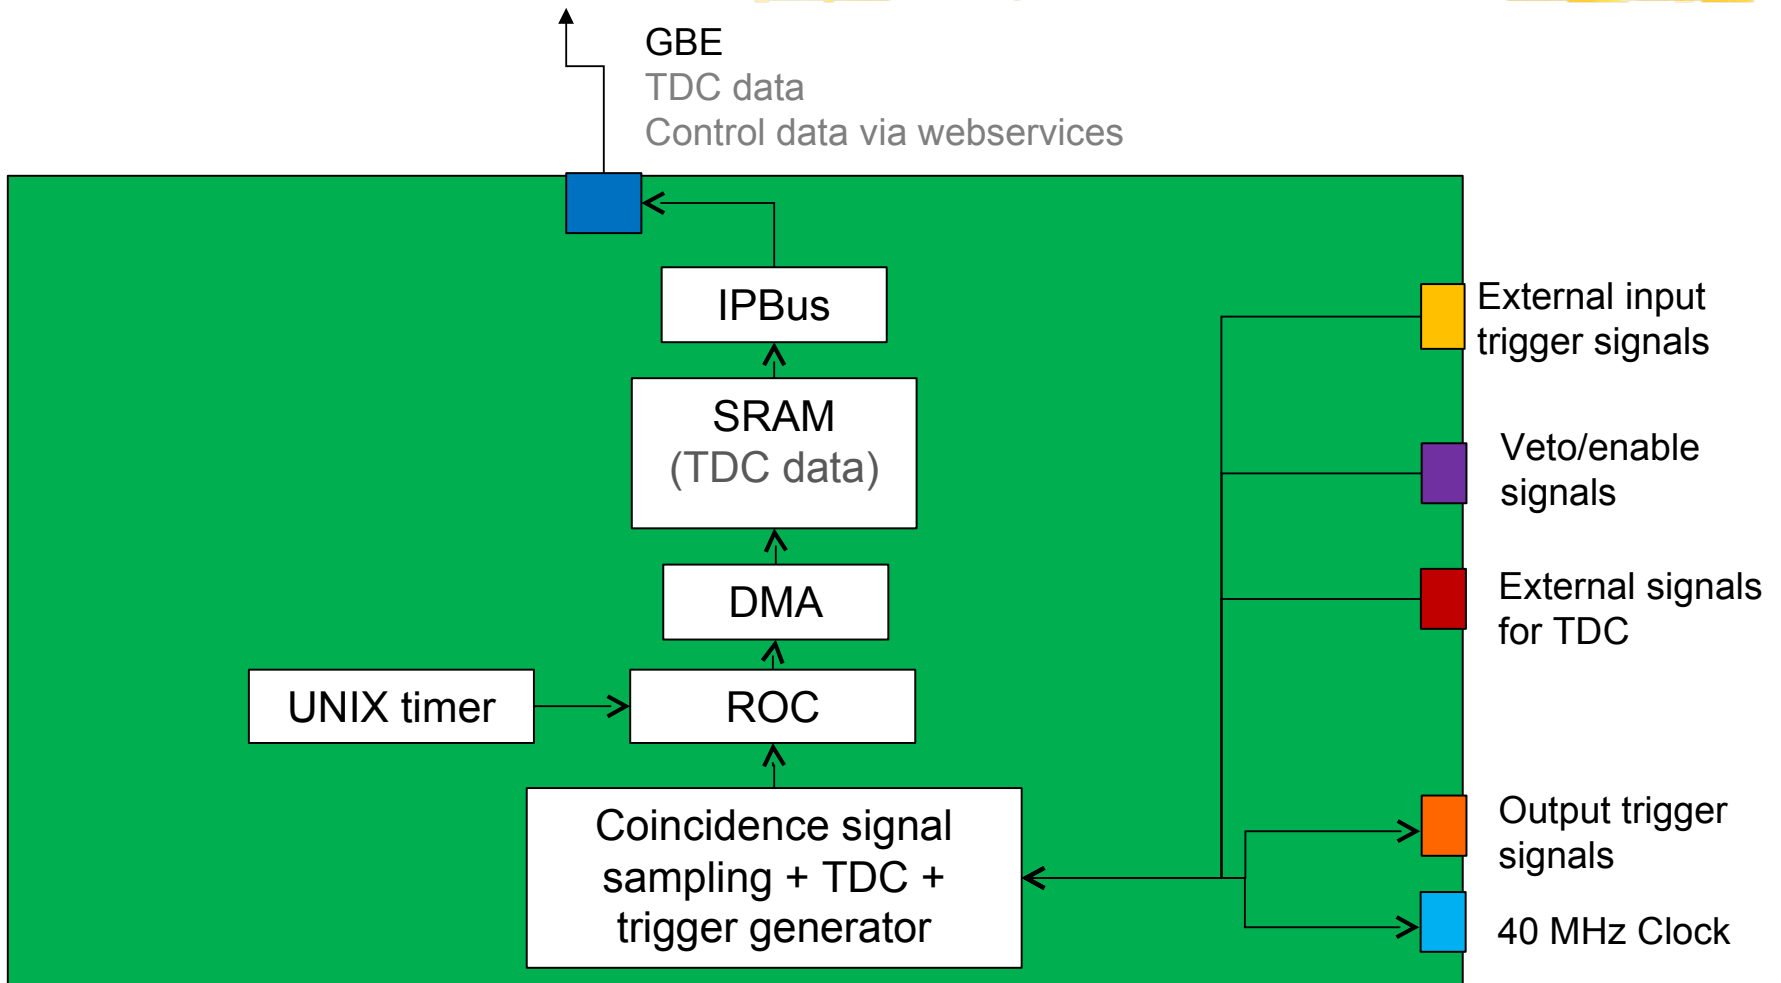 GBE
TDC data
Control data via webservices
IPBus
External input
trigger signals
SRAM
(TDC data)
Veto/enable
signals
DMA
External signals
for TDC
UNIX timer
ROC
Coincidence signal
sampling + TDC +
trigger generator
Output trigger
signals
40 MHz Clock